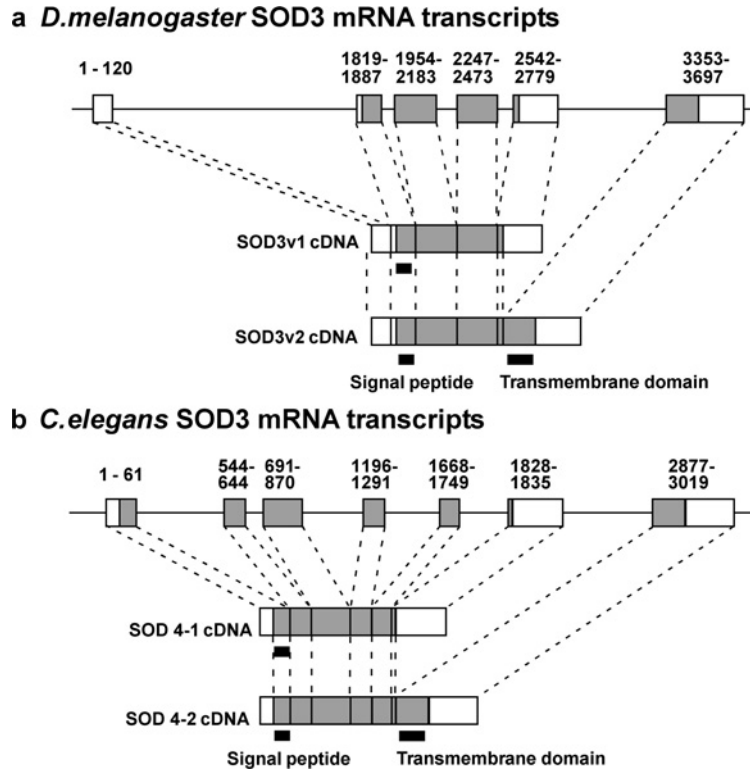 a D.melanogaster SOD3 mRNA transcripts
1 - 120
1819-
1887
1954-
2183
2247-
2473
2542-
2779
3353-
3697
SOD3v1 cDNA
SOD3v2 cDNA
Signal peptide
Transmembrane domain
b C.elegans SOD3 mRNA transcripts
1 - 61
544-
644
691-
870
1196-
1291
1668-
1749
1828-
1835
2877-
3019
SOD 4-1 cDNA
SOD 4-2 cDNA
Signal peptide
Transmembrane domain